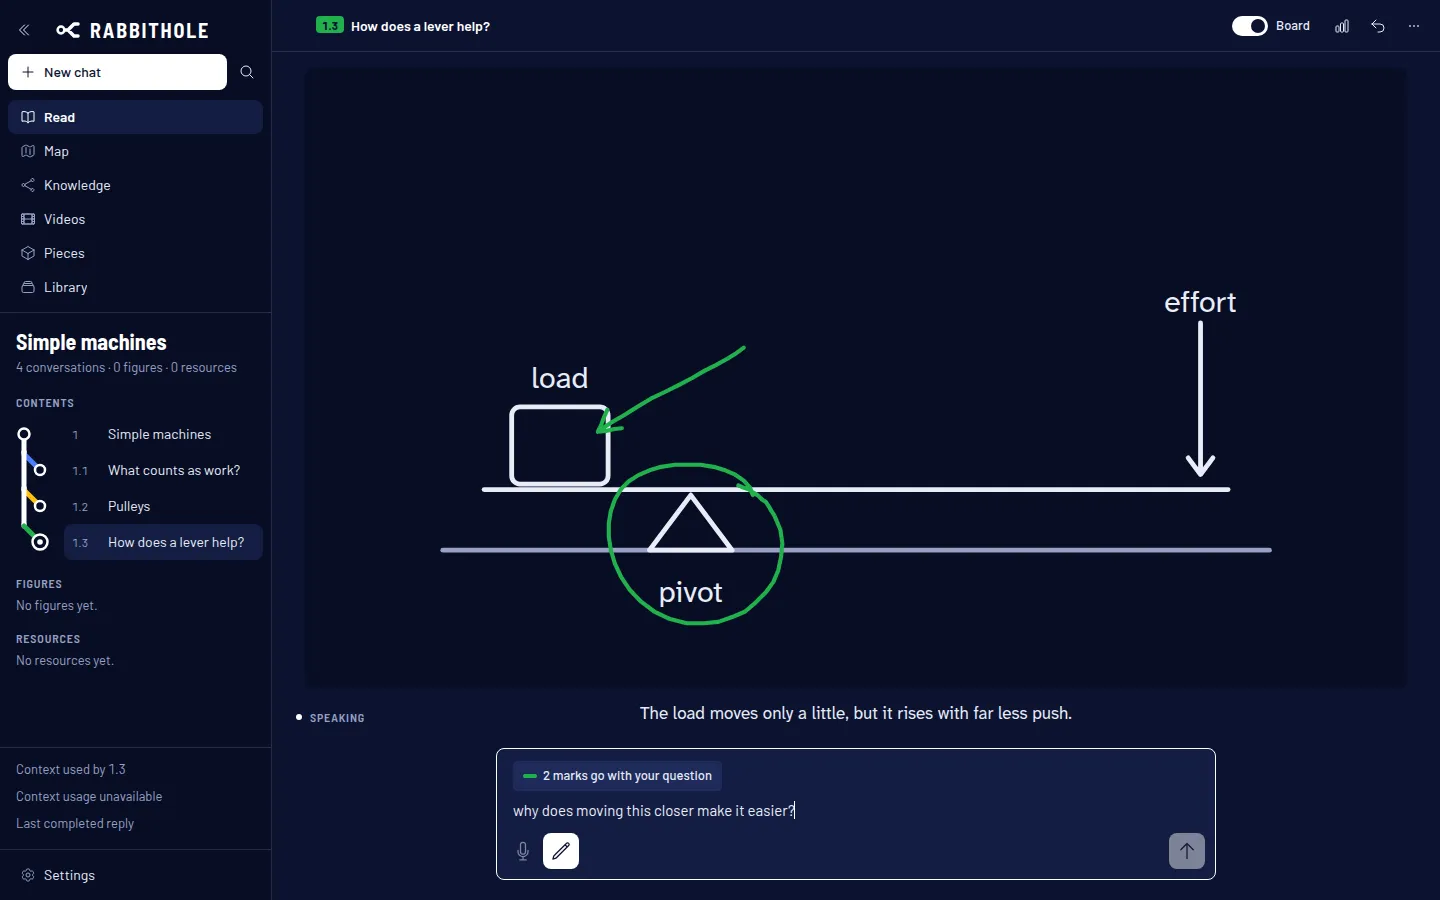 RABBITHOLE
New chat
Read
Map
Knowledge
Videos
Pieces
Library
Simple machines
4 conversations · 0 figures · 0 resources
CONTENTS
1 Simple machines
1.1 What counts as work?
1.2 Pulleys
1.3 How does a lever help?
FIGURES
No figures yet.
RESOURCES
No resources yet.
Context used by 1.3
Context usage unavailable
Last completed reply
Settings
1.3 How does a lever help?
Board
effort
load
pivot
SPEAKING
The load moves only a little, but it rises with far less push.
2 marks go with your question
why does moving this closer make it easier?